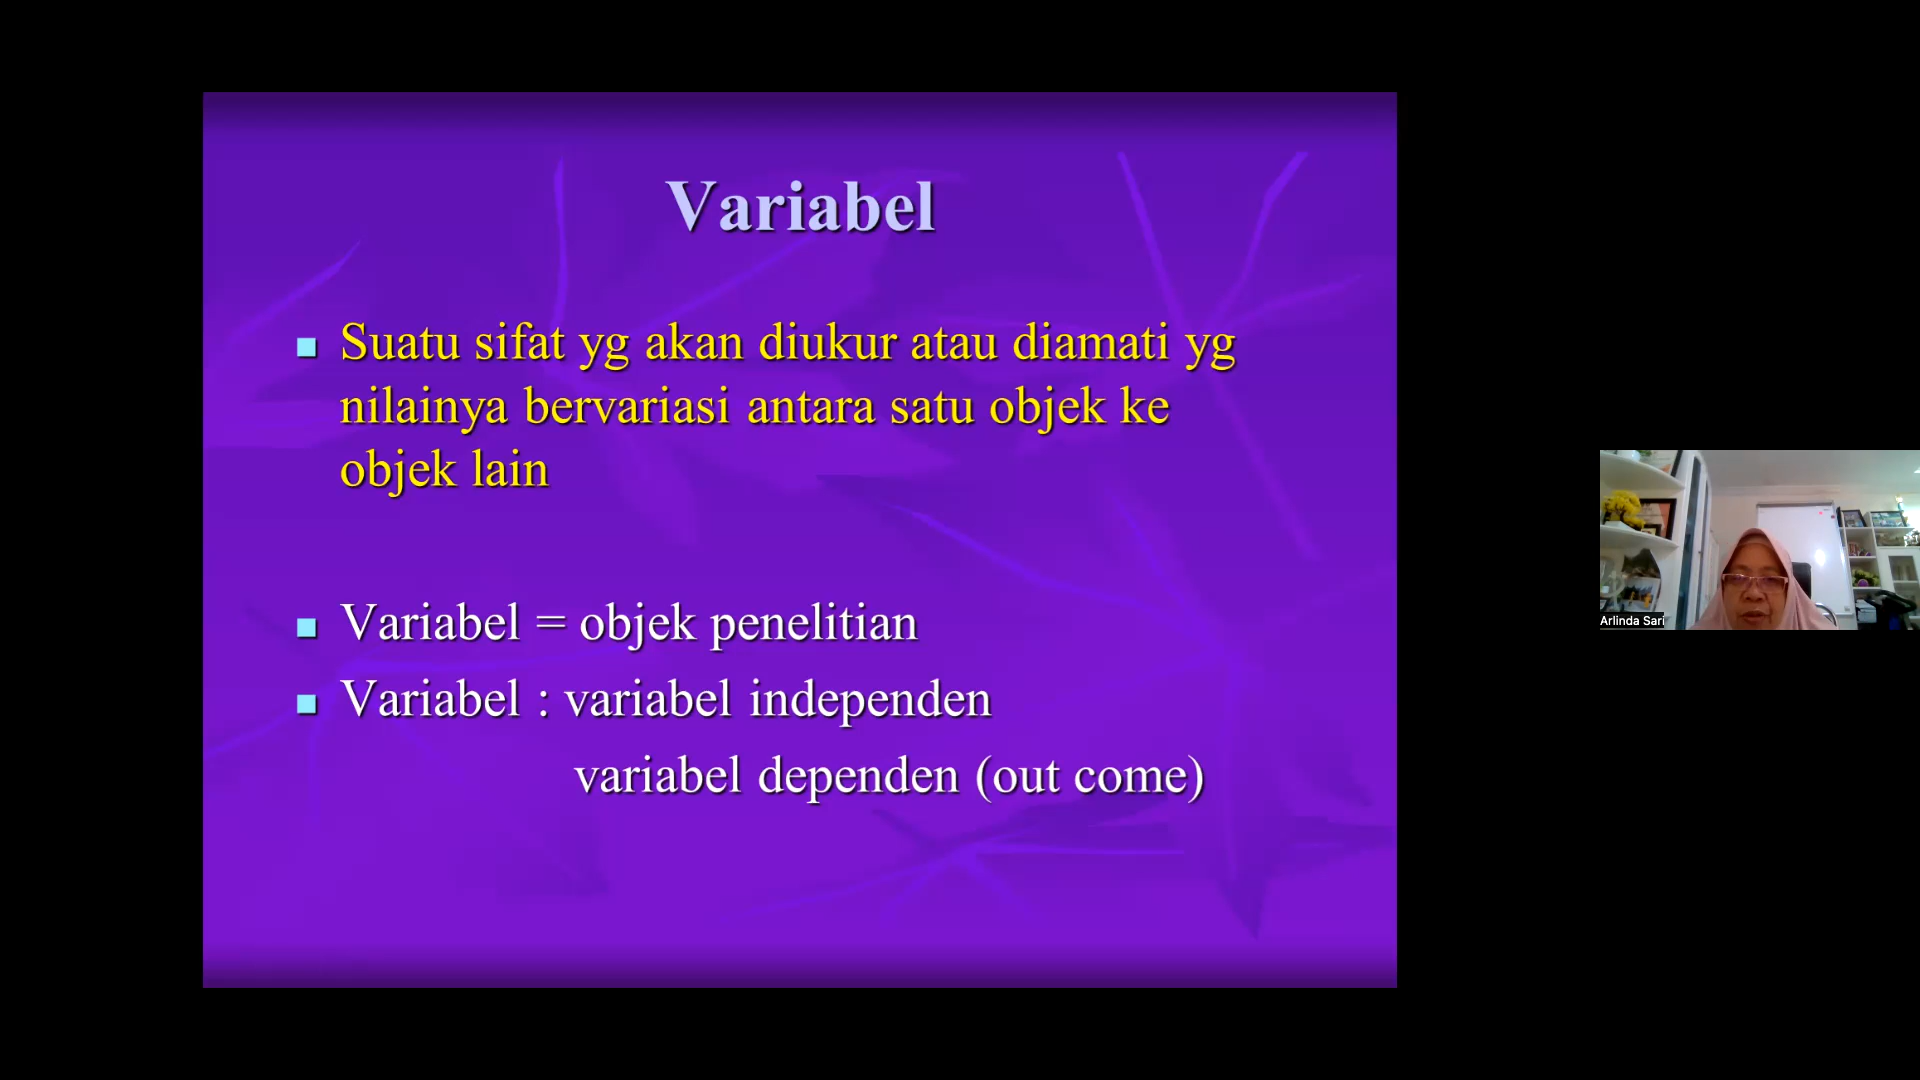 Variabel
Suatu sifat yg akan diukur atau diamati yg
nilainya bervariasi antara satu objek ke
objek lain
Variabel = objek penelitian
Variabel : variabel independen
variabel dependen (out come)
Arlinda Sari